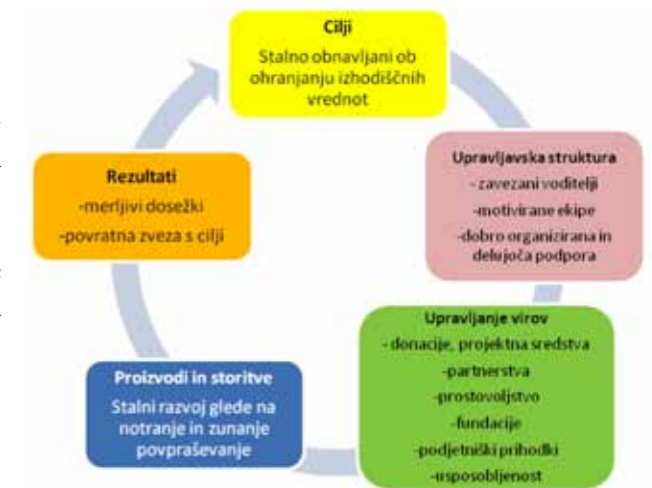 Cilji
Stalno obnavljani ob
ohranjanju izhodiščnih
vrednot
Upravljavska struktura
- zavezani voditelji
-motivirane ekipe
-dobro organizirana in
delujoča podpora
Upravljanje virov
- donacije, projektna sredstva
-partnerstva
-prostovoljstvo
-fundacije
-podjetniški prihodki
-usposobljenost
Proizvodi in storitve
Stalni razvoj glede na
notranje in zunanje
povpraševanje
Rezultati
-merljivi dosežki
-povratna zveza s cilji